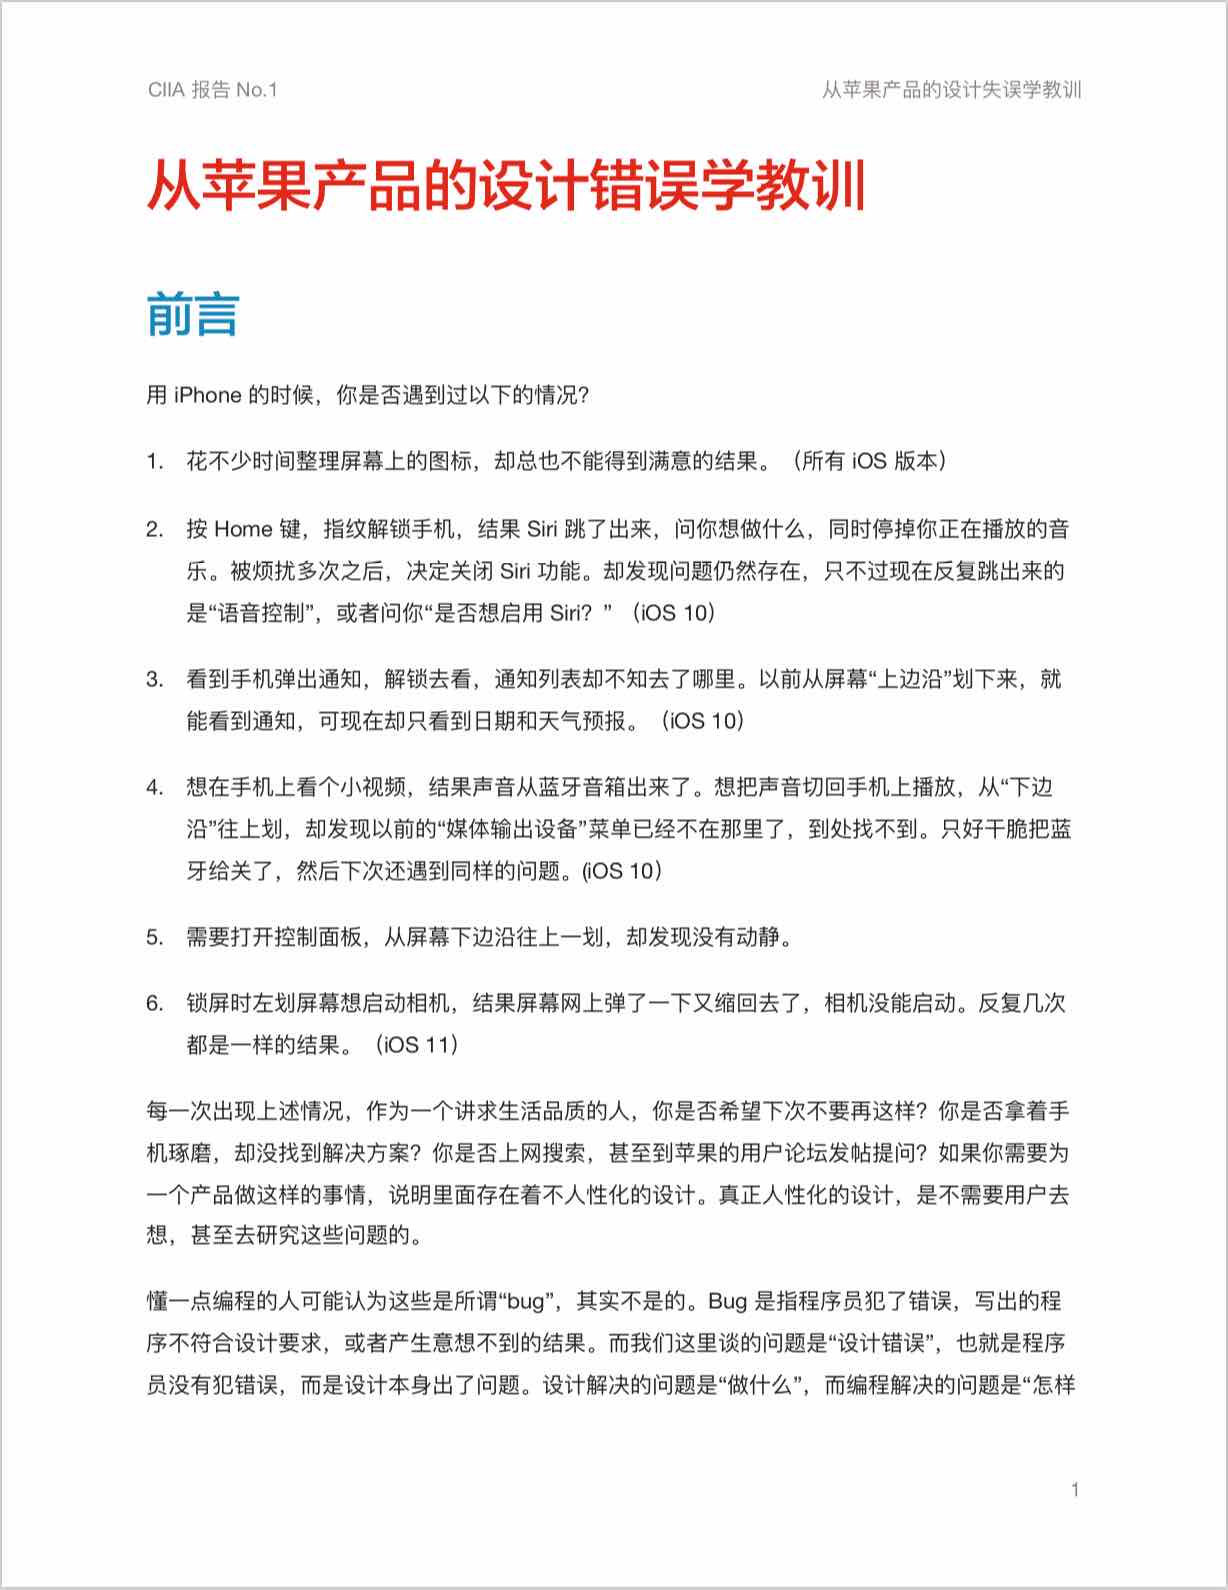 CIIA 报告 No.1
从苹果产品的设计失误学教训
从苹果产品的设计错误学教训
前言
用 iPhone 的时候，你是否遇到过以下的情况？
1. 花不少时间整理屏幕上的图标，却总也不能得到满意的结果。（所有 iOS 版本）
2. 按 Home 键，指纹解锁手机，结果 Siri 跳了出来，问你想做什么，同时停掉你正在播放的音
乐。被烦扰多次之后，决定关闭 Siri 功能。却发现问题仍然存在，只不过现在反复跳出来的
是“语音控制”，或者问你“是否想启用 Siri？”（iOS 10）
3. 看到手机弹出通知，解锁去看，通知列表却不知去了哪里。以前从屏幕“上边沿”划下来，就
能看到通知，可现在却只看到日期和天气预报。（iOS 10）
4. 想在手机上看个小视频，结果声音从蓝牙音箱出来了。想把声音切回手机上播放，从“下边
沿”往上划，却发现以前的“媒体输出设备”菜单已经不在那里了，到处找不到。只好干脆把蓝
牙给关了，然后下次还遇到同样的问题。(iOS 10）
5. 需要打开控制面板，从屏幕下边沿往上一划，却发现没有动静。
6. 锁屏时左划屏幕想启动相机，结果屏幕网上弹了一下又缩回去了，相机没能启动。反复几次
都是一样的结果。（iOS 11）
每一次出现上述情况，作为一个讲求生活品质的人，你是否希望下次不要再这样？你是否拿着手
机琢磨，却没找到解决方案？你是否上网搜索，甚至到苹果的用户论坛发帖提问？如果你需要为
一个产品做这样的事情，说明里面存在着不人性化的设计。真正人性化的设计，是不需要用户去
想，甚至去研究这些问题的。
懂一点编程的人可能认为这些是所谓“bug”，其实不是的。Bug 是指程序员犯了错误，写出的程
序不符合设计要求，或者产生意想不到的结果。而我们这里谈的问题是“设计错误”，也就是程序
员没有犯错误，而是设计本身出了问题。设计解决的问题是“做什么”，而编程解决的问题是“怎样
1